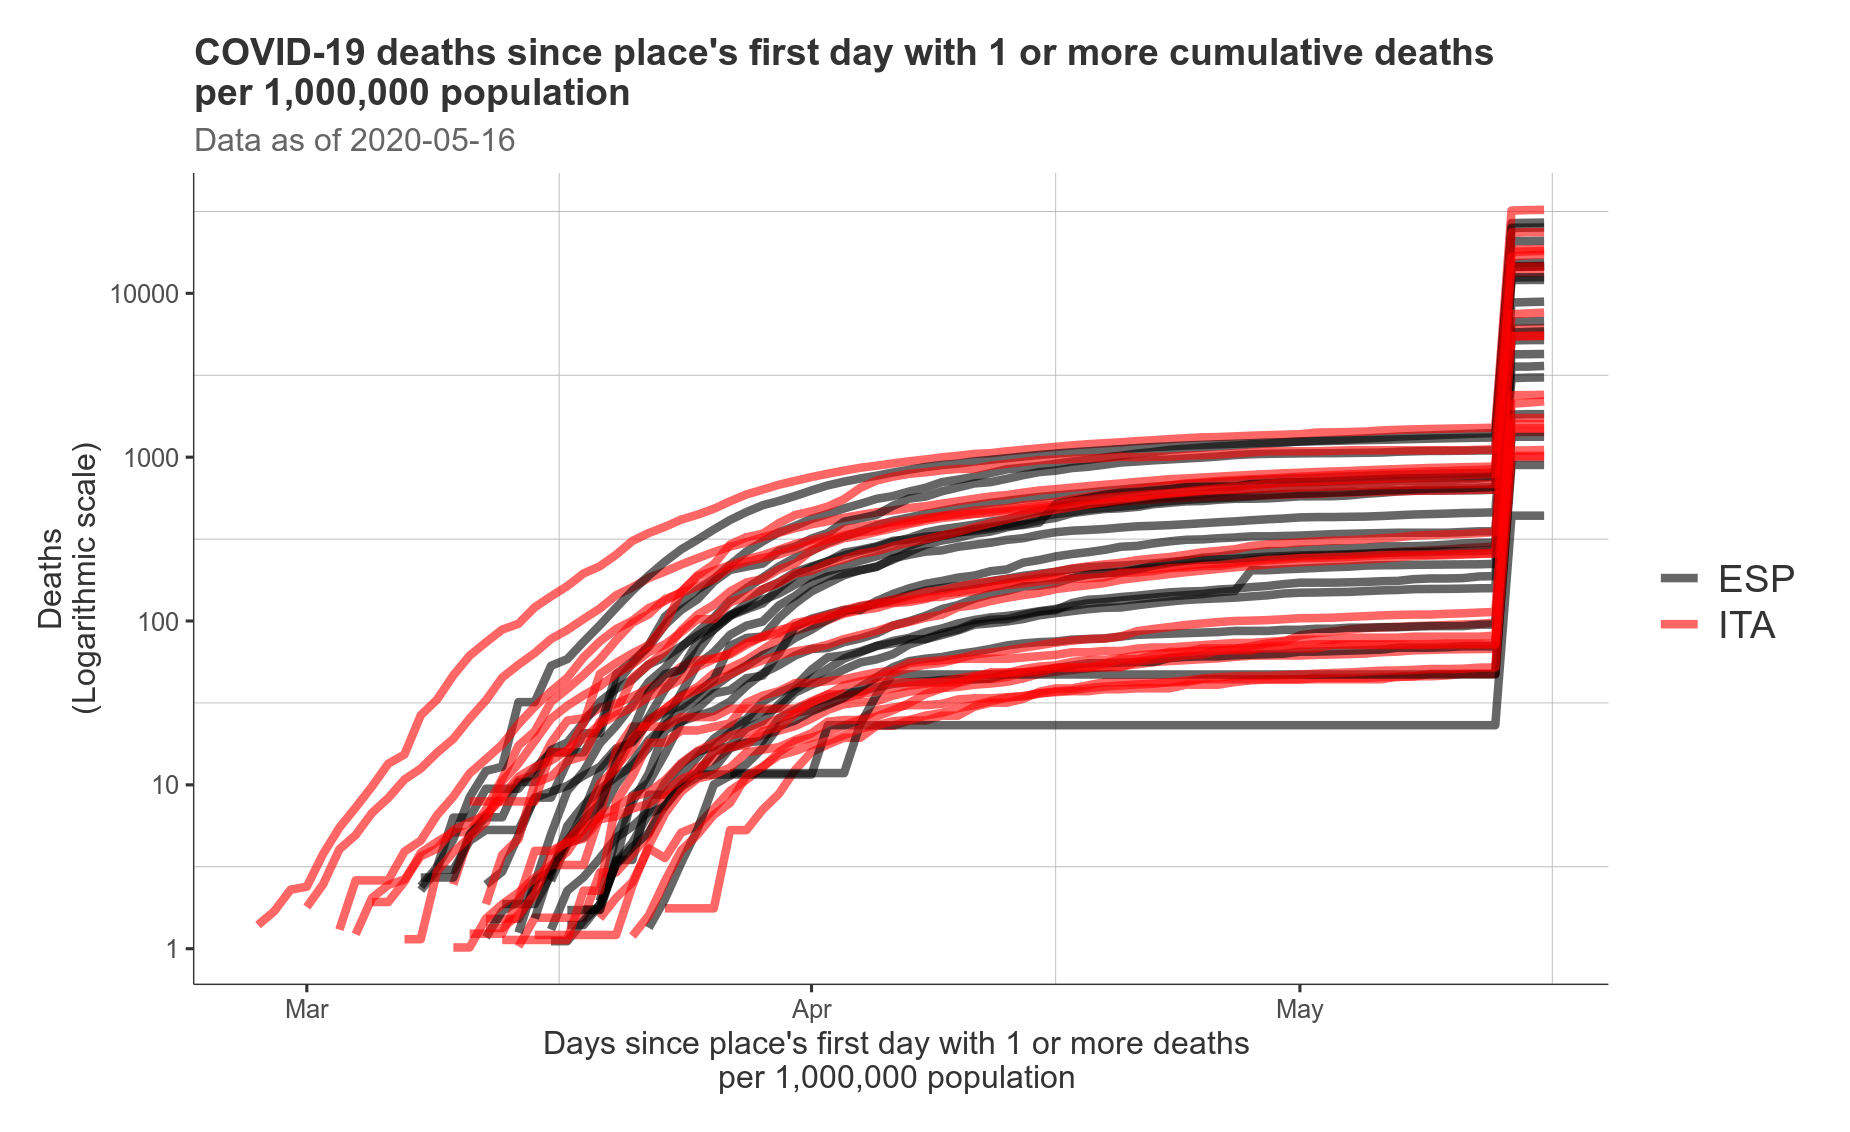 COVID-19 deaths since place's first day with 1 or more cumulative deaths
per 1,000,000 population
Data as of 2020-05-16
Deaths
(Logarithmic scale)
10000
1000
100
10
1
Mar
Apr
May
Days since place's first day with 1 or more deaths
per 1,000,000 population
ESP
ITA